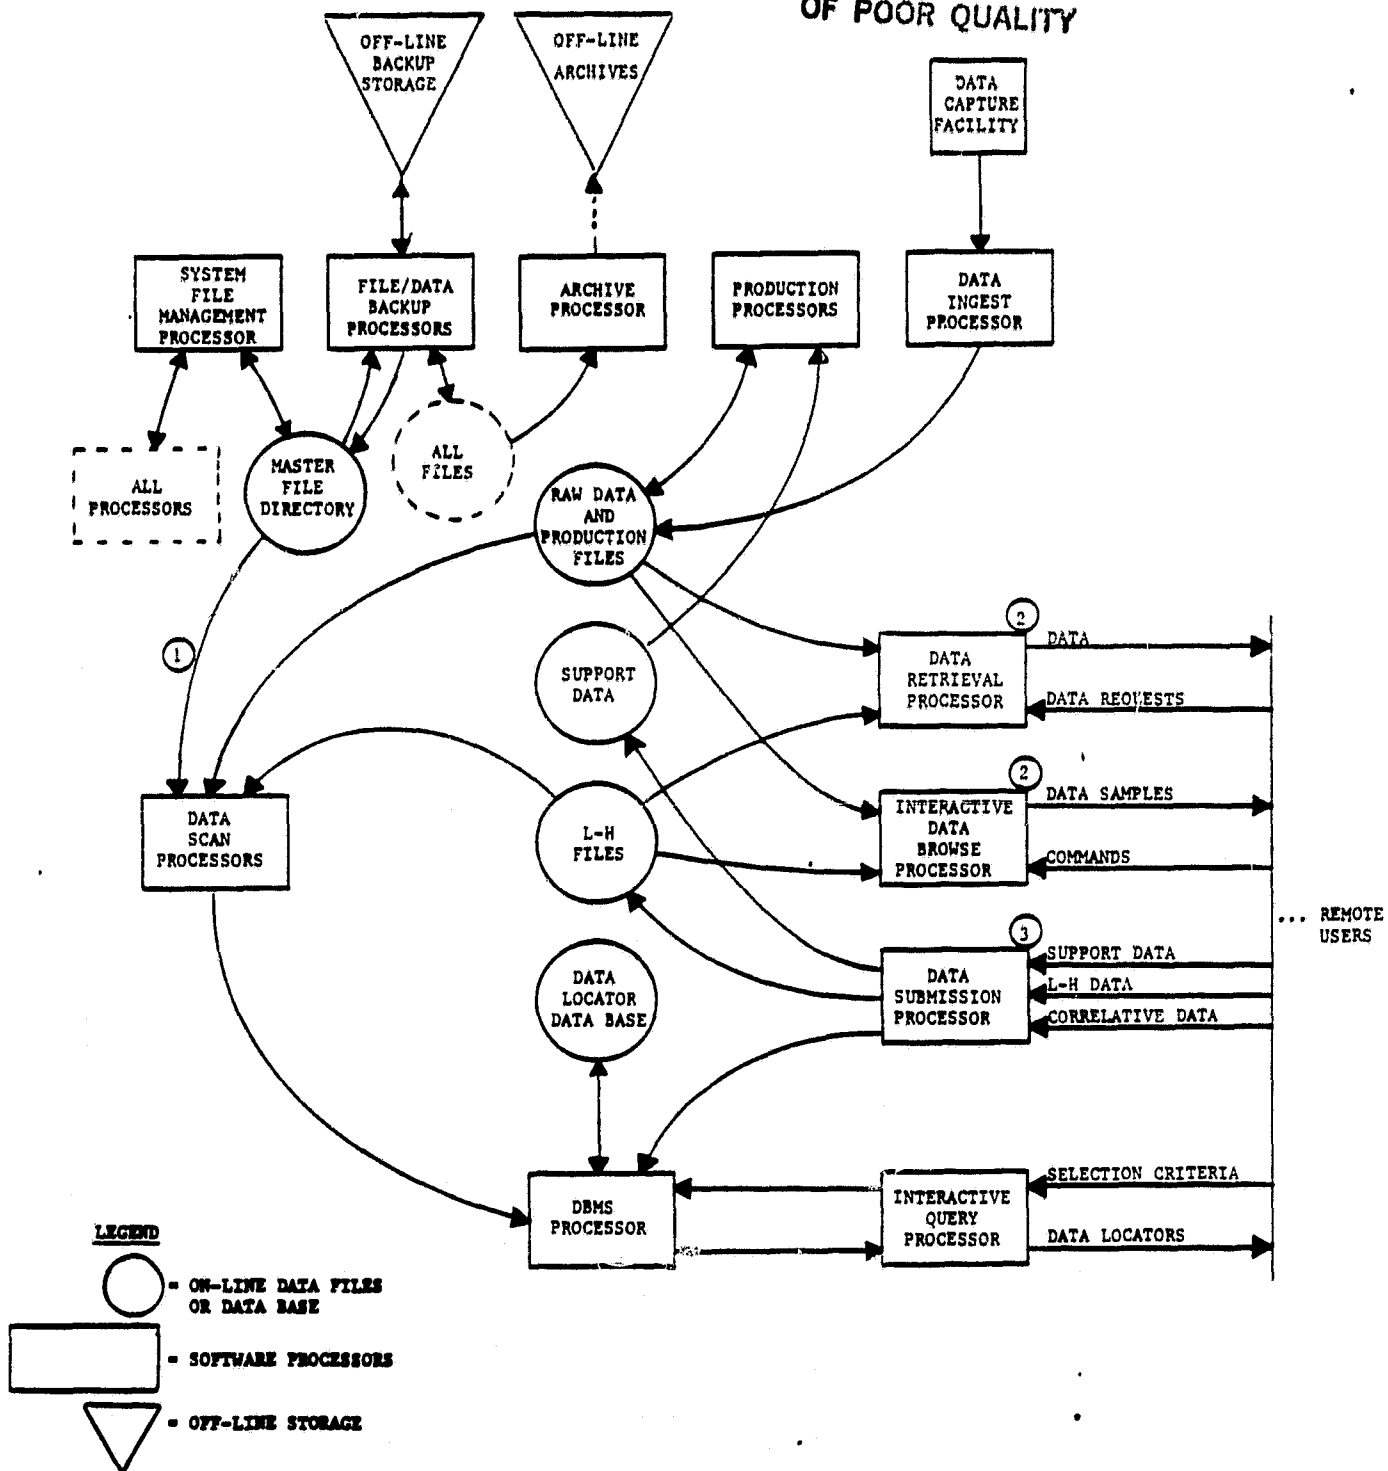 OF POOR QUALITY
OFF-LINE
BACKUP
STORAGE
OFF-LINE
ARCHIVES
DATA
CAPTURE
FACILITY
SYSTEM
FILE
MANAGEMENT
PROCESSOR
FILE/DATA
BACKUP
PROCESSORS
ARCHIVE
PROCESSOR
PRODUCTION
PROCESSORS
DATA
INGEST
PROCESSOR
ALL
PROCESSORS
MASTER
FILE
DIRECTORY
ALL
FILES
RAW DATA
AND
PRODUCTION
FILES
1
SUPPORT
DATA
2
DATA
RETRIEVAL
PROCESSOR
DATA
DATA REQUESTS
DATA
SCAN
PROCESSORS
L-H
FILES
2
INTERACTIVE
DATA
BROWSE
PROCESSOR
DATA SAMPLES
COMMANDS
... REMOTE
USERS
DATA
LOCATOR
DATA BASE
3
DATA
SUBMISSION
PROCESSOR
SUPPORT DATA
L-H DATA
CORRELATIVE DATA
DBMS
PROCESSOR
INTERACTIVE
QUERY
PROCESSOR
SELECTION CRITERIA
DATA LOCATORS
LEGEND
= ON-LINE DATA FILES
OR DATA BASE
= SOFTWARE PROCESSORS
= OFF-LINE STORAGE